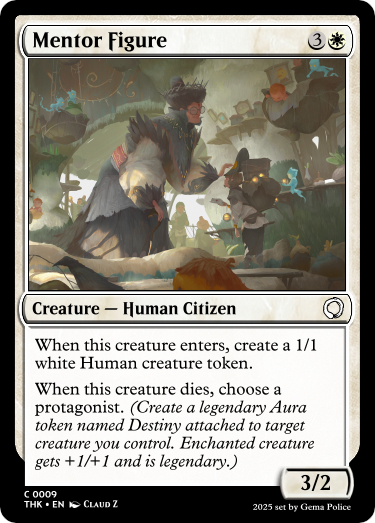 Mentor Figure 3
Creature — Human Citizen
When this creature enters, create a 1/1
white Human creature token.
When this creature dies, choose a
protagonist. (Create a legendary Aura
token named Destiny attached to target
creature you control. Enchanted creature
gets +1/+1 and is legendary.)
3/2
C 0009
THK • EN Claud Z
2025 set by Gema Police